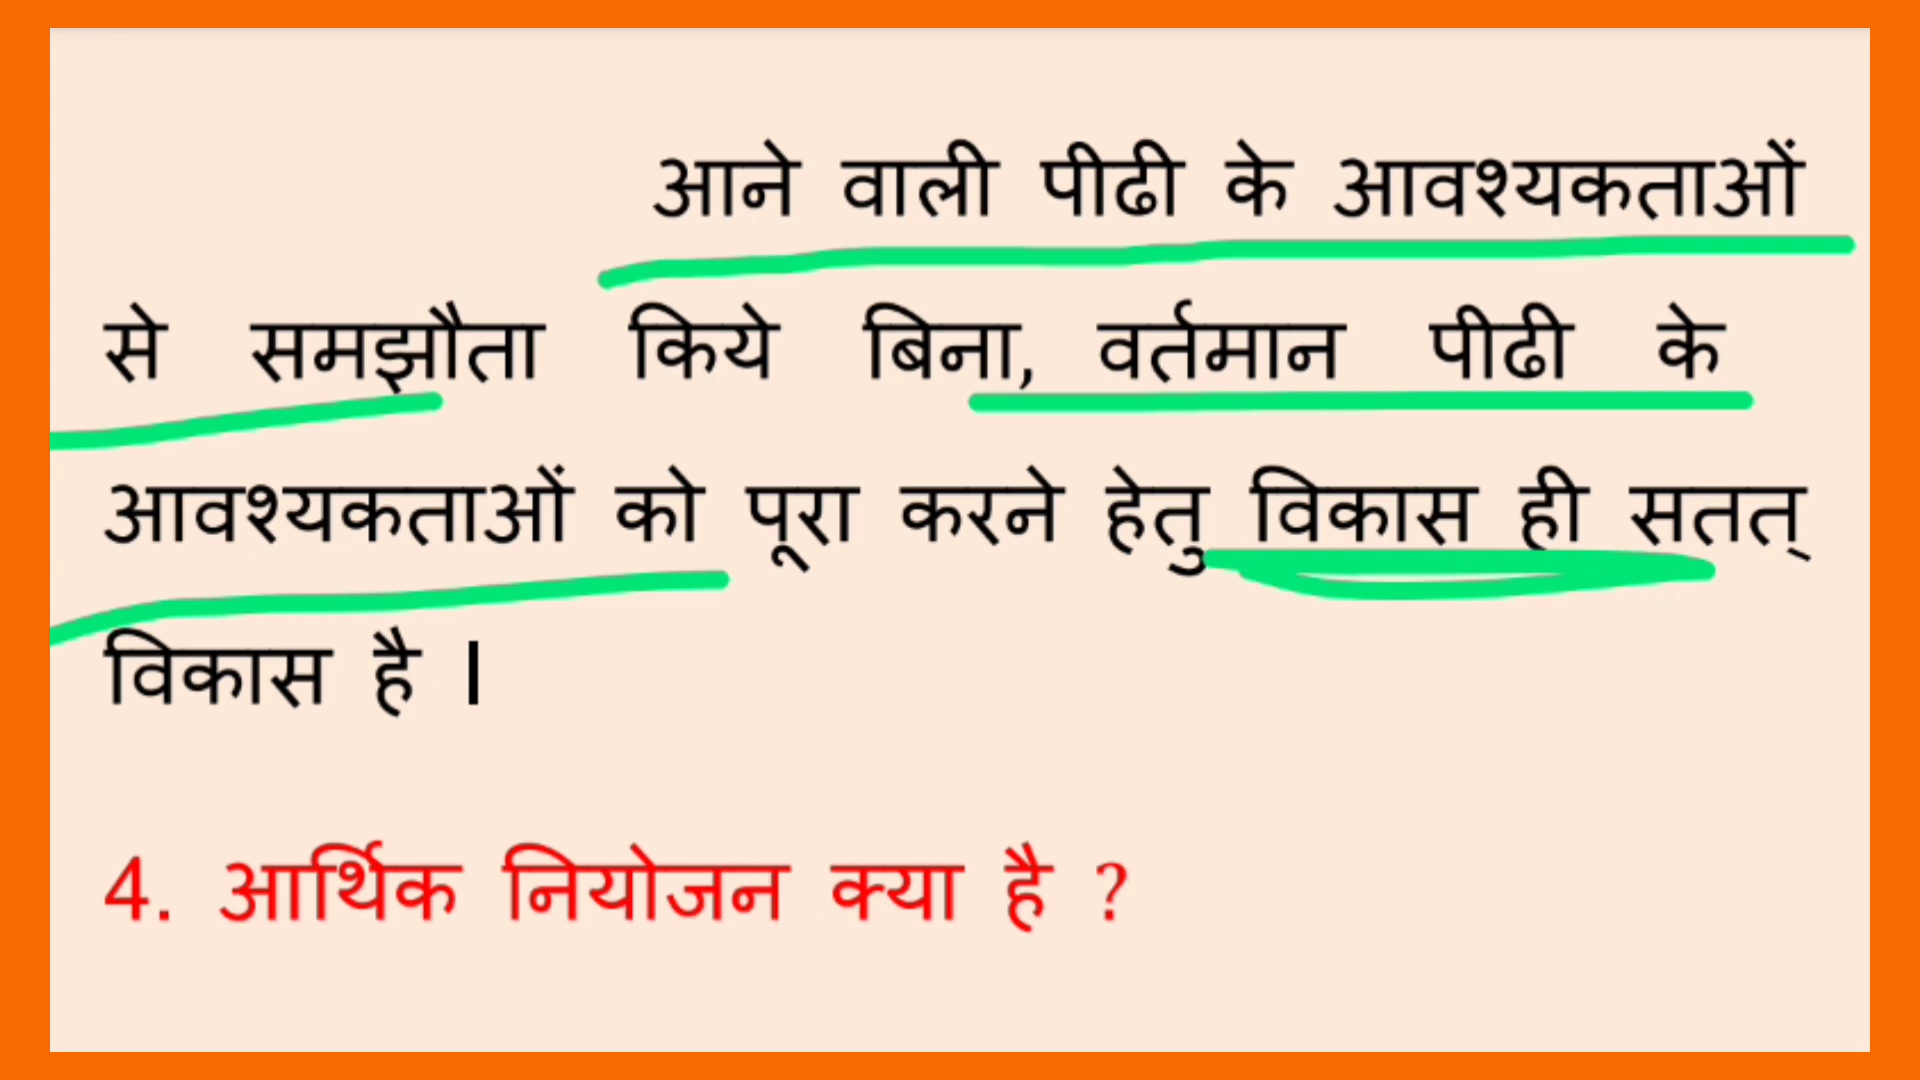 आने वाली पीढी के आवश्यकताओं
से समझौता किये बिना, वर्तमान पीढी के
आवश्यकताओं को पूरा करने हेतु विकास ही सतत्
विकास है ।
4. आर्थिक नियोजन क्या है ?